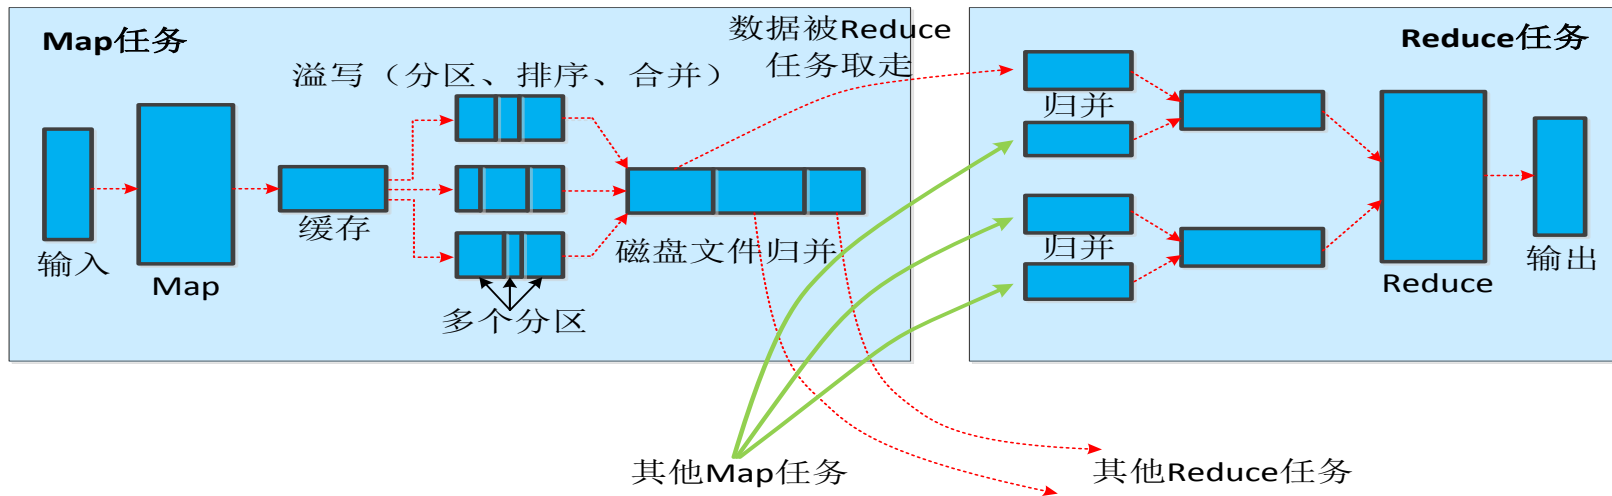 Map任务
数据被Reduce
任务取走
Reduce任务
溢写（分区、排序、合并）
归并
缓存
输入
Map
磁盘文件归并
多个分区
归并
Reduce
输出
其他Map任务
其他Reduce任务